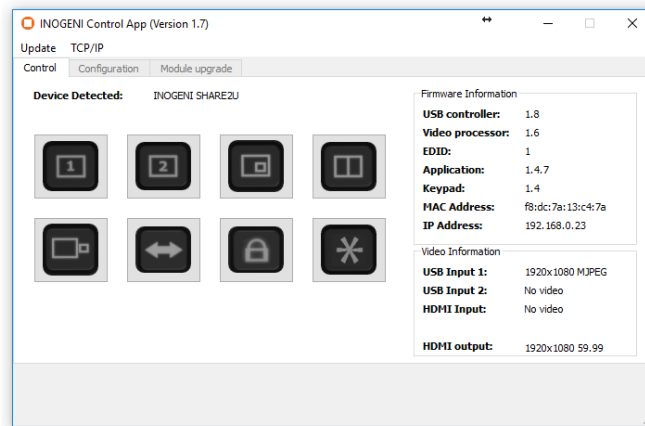 INOGENI Control App (Version 1.7)
Update TCP/IP
Control Configuration Module upgrade
Device Detected: INOGENI SHARE2U
1 2
Firmware Information
USB controller: 1.8
Video processor: 1.6
EDID: 1
Application: 1.4.7
Keypad: 1.4
MAC Address: f8:dc:7a:13:c4:7a
IP Address: 192.168.0.23
Video Information
USB Input 1: 1920x1080 MJPEG
USB Input 2: No video
HDMI Input: No video
HDMI output: 1920x1080 59.99